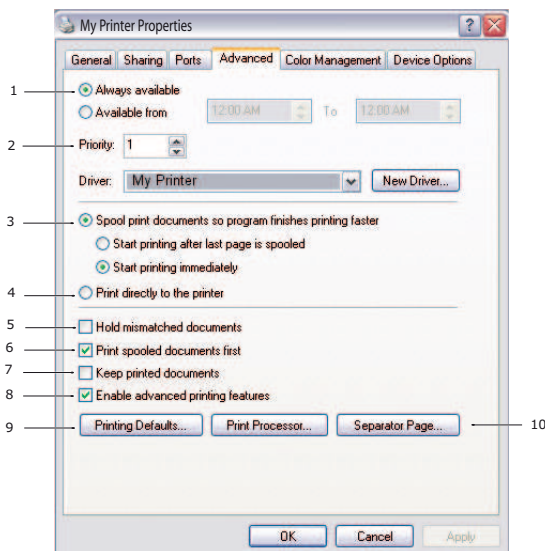 My Printer Properties
General Sharing Ports Advanced Color Management Device Options
1 Always available
Available from 12:00 AM To 12:00 AM
2 Priority: 1
Driver: My Printer New Driver...
3 Spool print documents so program finishes printing faster
Start printing after last page is spooled
Start printing immediately
4 Print directly to the printer
5 Hold mismatched documents
6 Print spooled documents first
7 Keep printed documents
8 Enable advanced printing features
9 Printing Defaults... Print Processor... Separator Page... 10
OK Cancel Apply